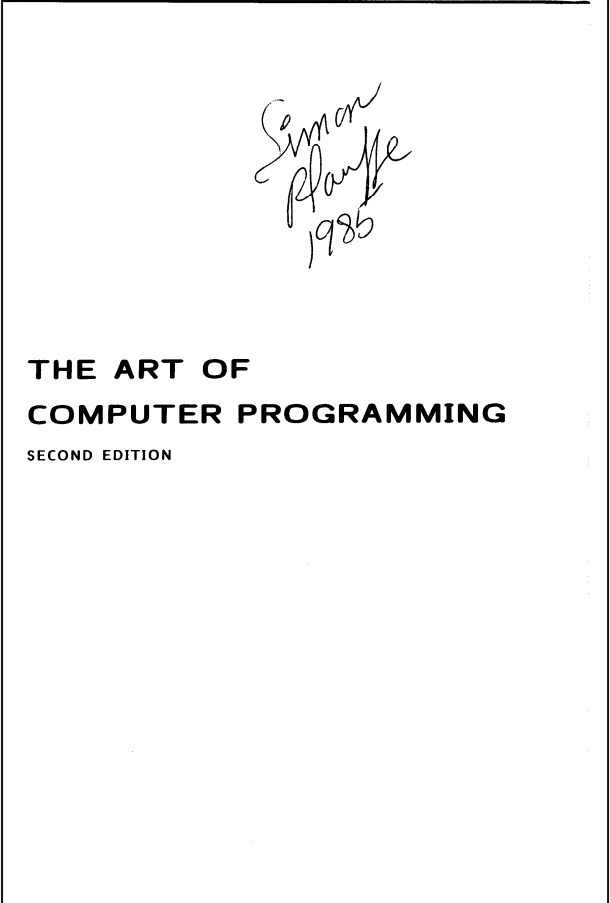 Simon
Plouffe
1985
THE ART OF
COMPUTER PROGRAMMING
SECOND EDITION